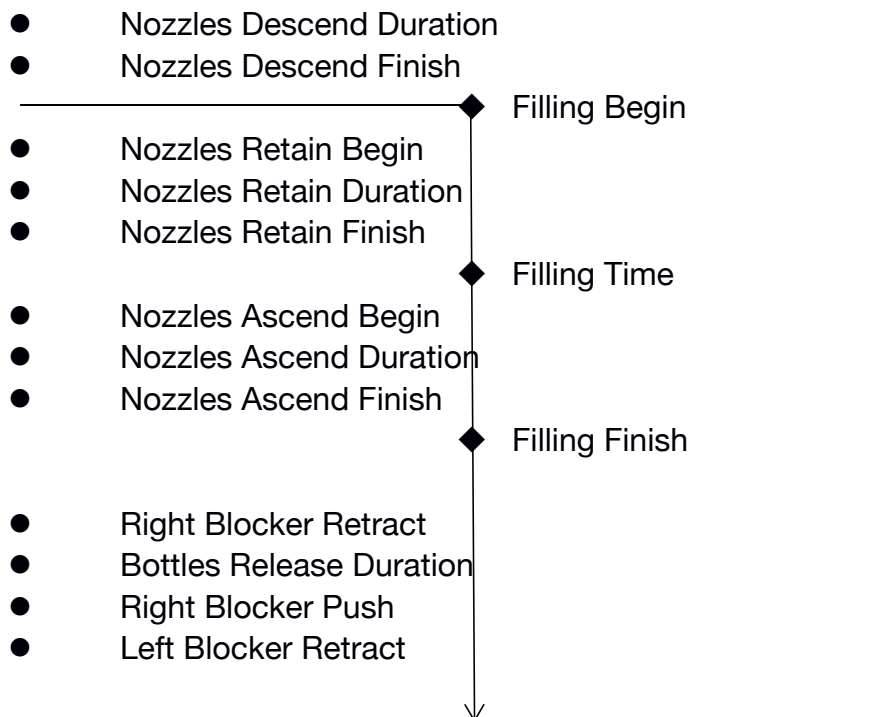 Nozzles Descend Duration
Nozzles Descend Finish
Filling Begin
Nozzles Retain Begin
Nozzles Retain Duration
Nozzles Retain Finish
Filling Time
Nozzles Ascend Begin
Nozzles Ascend Duration
Nozzles Ascend Finish
Filling Finish
Right Blocker Retract
Bottles Release Duration
Right Blocker Push
Left Blocker Retract